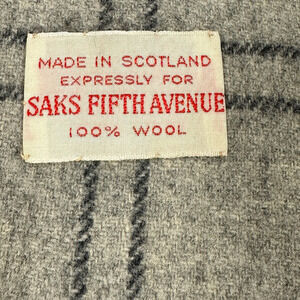 MADE IN SCOTLAND
EXPRESSLY FOR
SAKS FIFTH AVENUE
100% WOOL